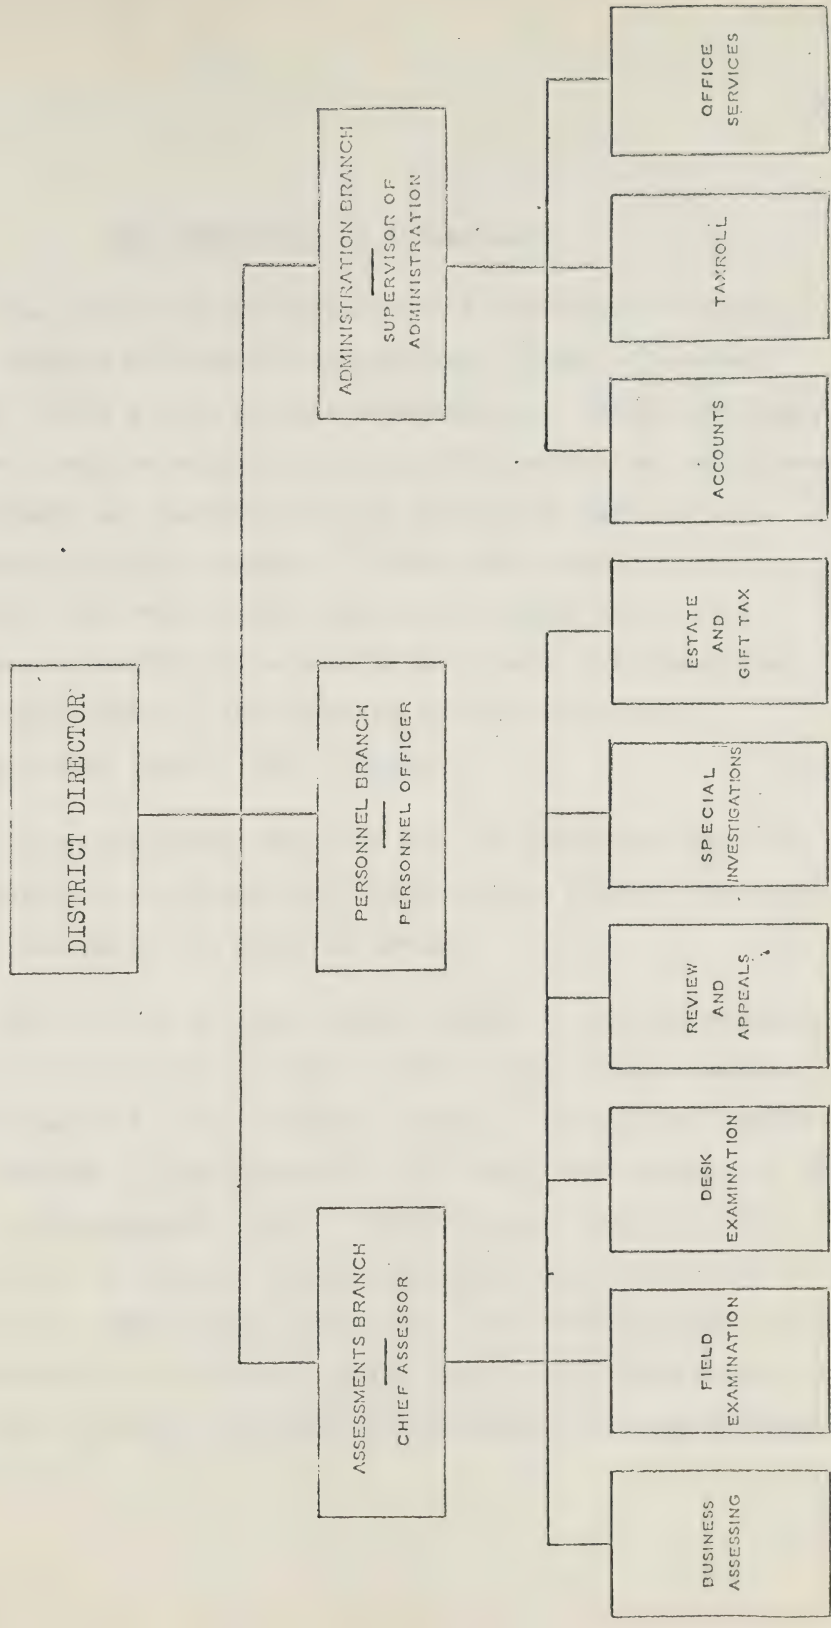 DISTRICT DIRECTOR
ASSESSMENTS BRANCH
CHIEF ASSESSOR
PERSONNEL BRANCH
PERSONNEL OFFICER
ADMINISTRATION BRANCH
SUPERVISOR OF
ADMINISTRATION
BUSINESS
ASSESSING
FIELD
EXAMINATION
DESK
EXAMINATION
REVIEW
AND
APPEALS
SPECIAL
INVESTIGATIONS
ESTATE
AND
GIFT TAX
ACCOUNTS
TAXROLL
OFFICE
SERVICES